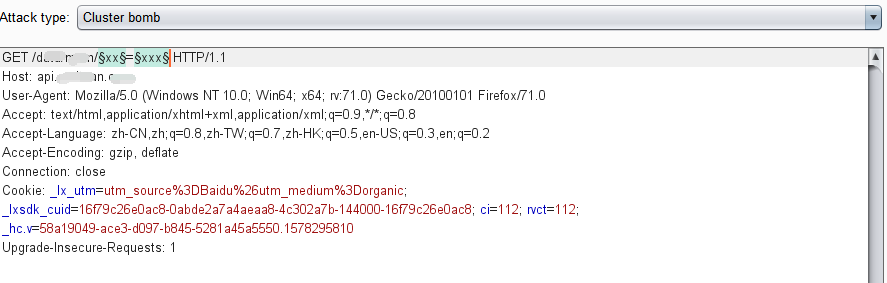 Attack type: Cluster bomb
GET /da /§xx§=§xxx§ HTTP/1.1
Host: api. n.
User-Agent: Mozilla/5.0 (Windows NT 10.0; Win64; x64; rv:71.0) Gecko/20100101 Firefox/71.0
Accept: text/html,application/xhtml+xml,application/xml;q=0.9,*/*;q=0.8
Accept-Language: zh-CN,zh;q=0.8,zh-TW;q=0.7,zh-HK;q=0.5,en-US;q=0.3,en;q=0.2
Accept-Encoding: gzip, deflate
Connection: close
Cookie: _lx_utm=utm_source%3DBaidu%26utm_medium%3Dorganic;
_lxsdk_cuid=16f79c26e0ac8-0abde2a7a4aeaa8-4c302a7b-144000-16f79c26e0ac8; ci=112; rvct=112;
_hc.v=58a19049-ace3-d097-b845-5281a45a5550.1578295810
Upgrade-Insecure-Requests: 1